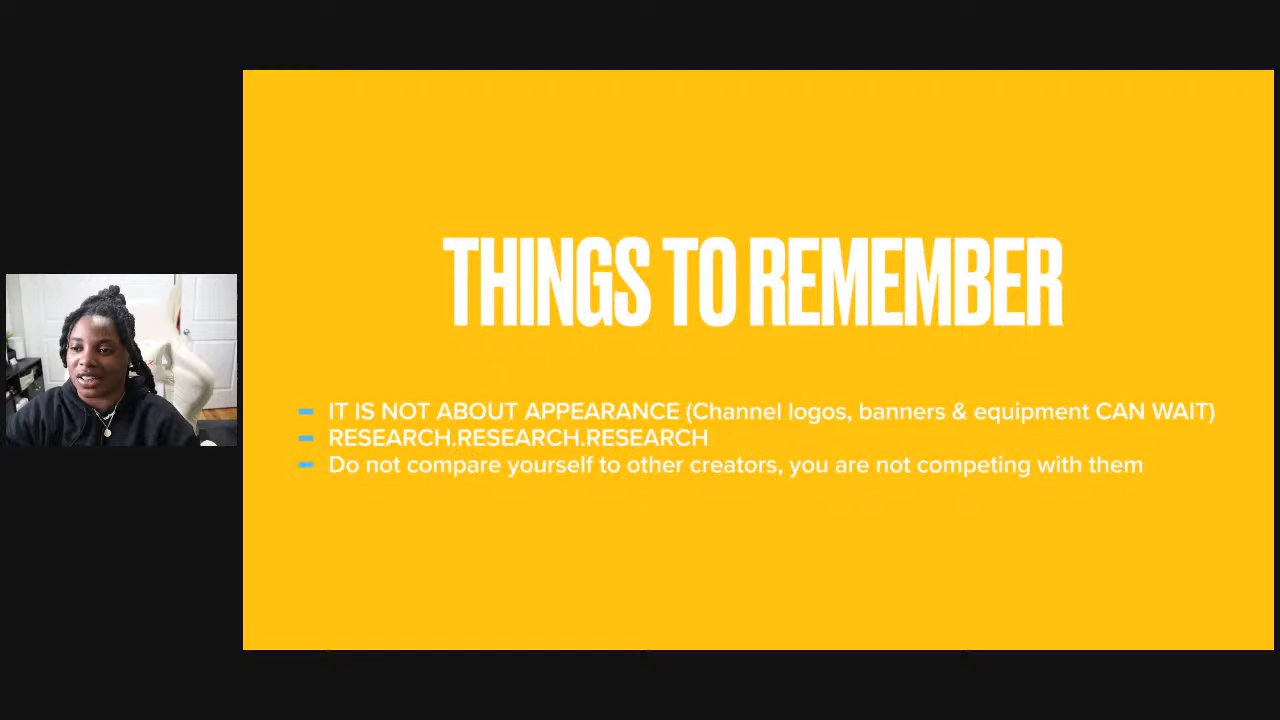 THINGS TO REMEMBER
IT IS NOT ABOUT APPEARANCE (Channel logos, banners & equipment CAN WAIT)
RESEARCH.RESEARCH.RESEARCH
Do not compare yourself to other creators, you are not competing with them